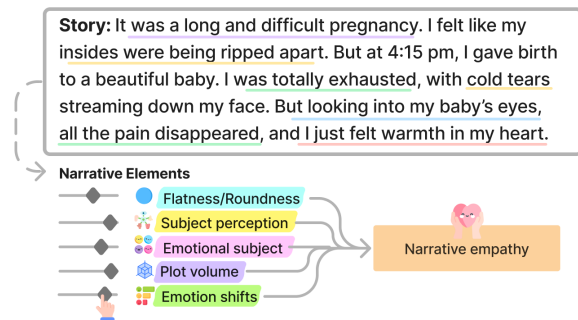 Story: It was a long and difficult pregnancy. I felt like my
insides were being ripped apart. But at 4:15 pm, I gave birth
to a beautiful baby. I was totally exhausted, with cold tears
streaming down my face. But looking into my baby’s eyes,
all the pain disappeared, and I just felt warmth in my heart.
Narrative Elements
Flatness/Roundness
Subject perception
Emotional subject
Plot volume
Emotion shifts
Narrative empathy